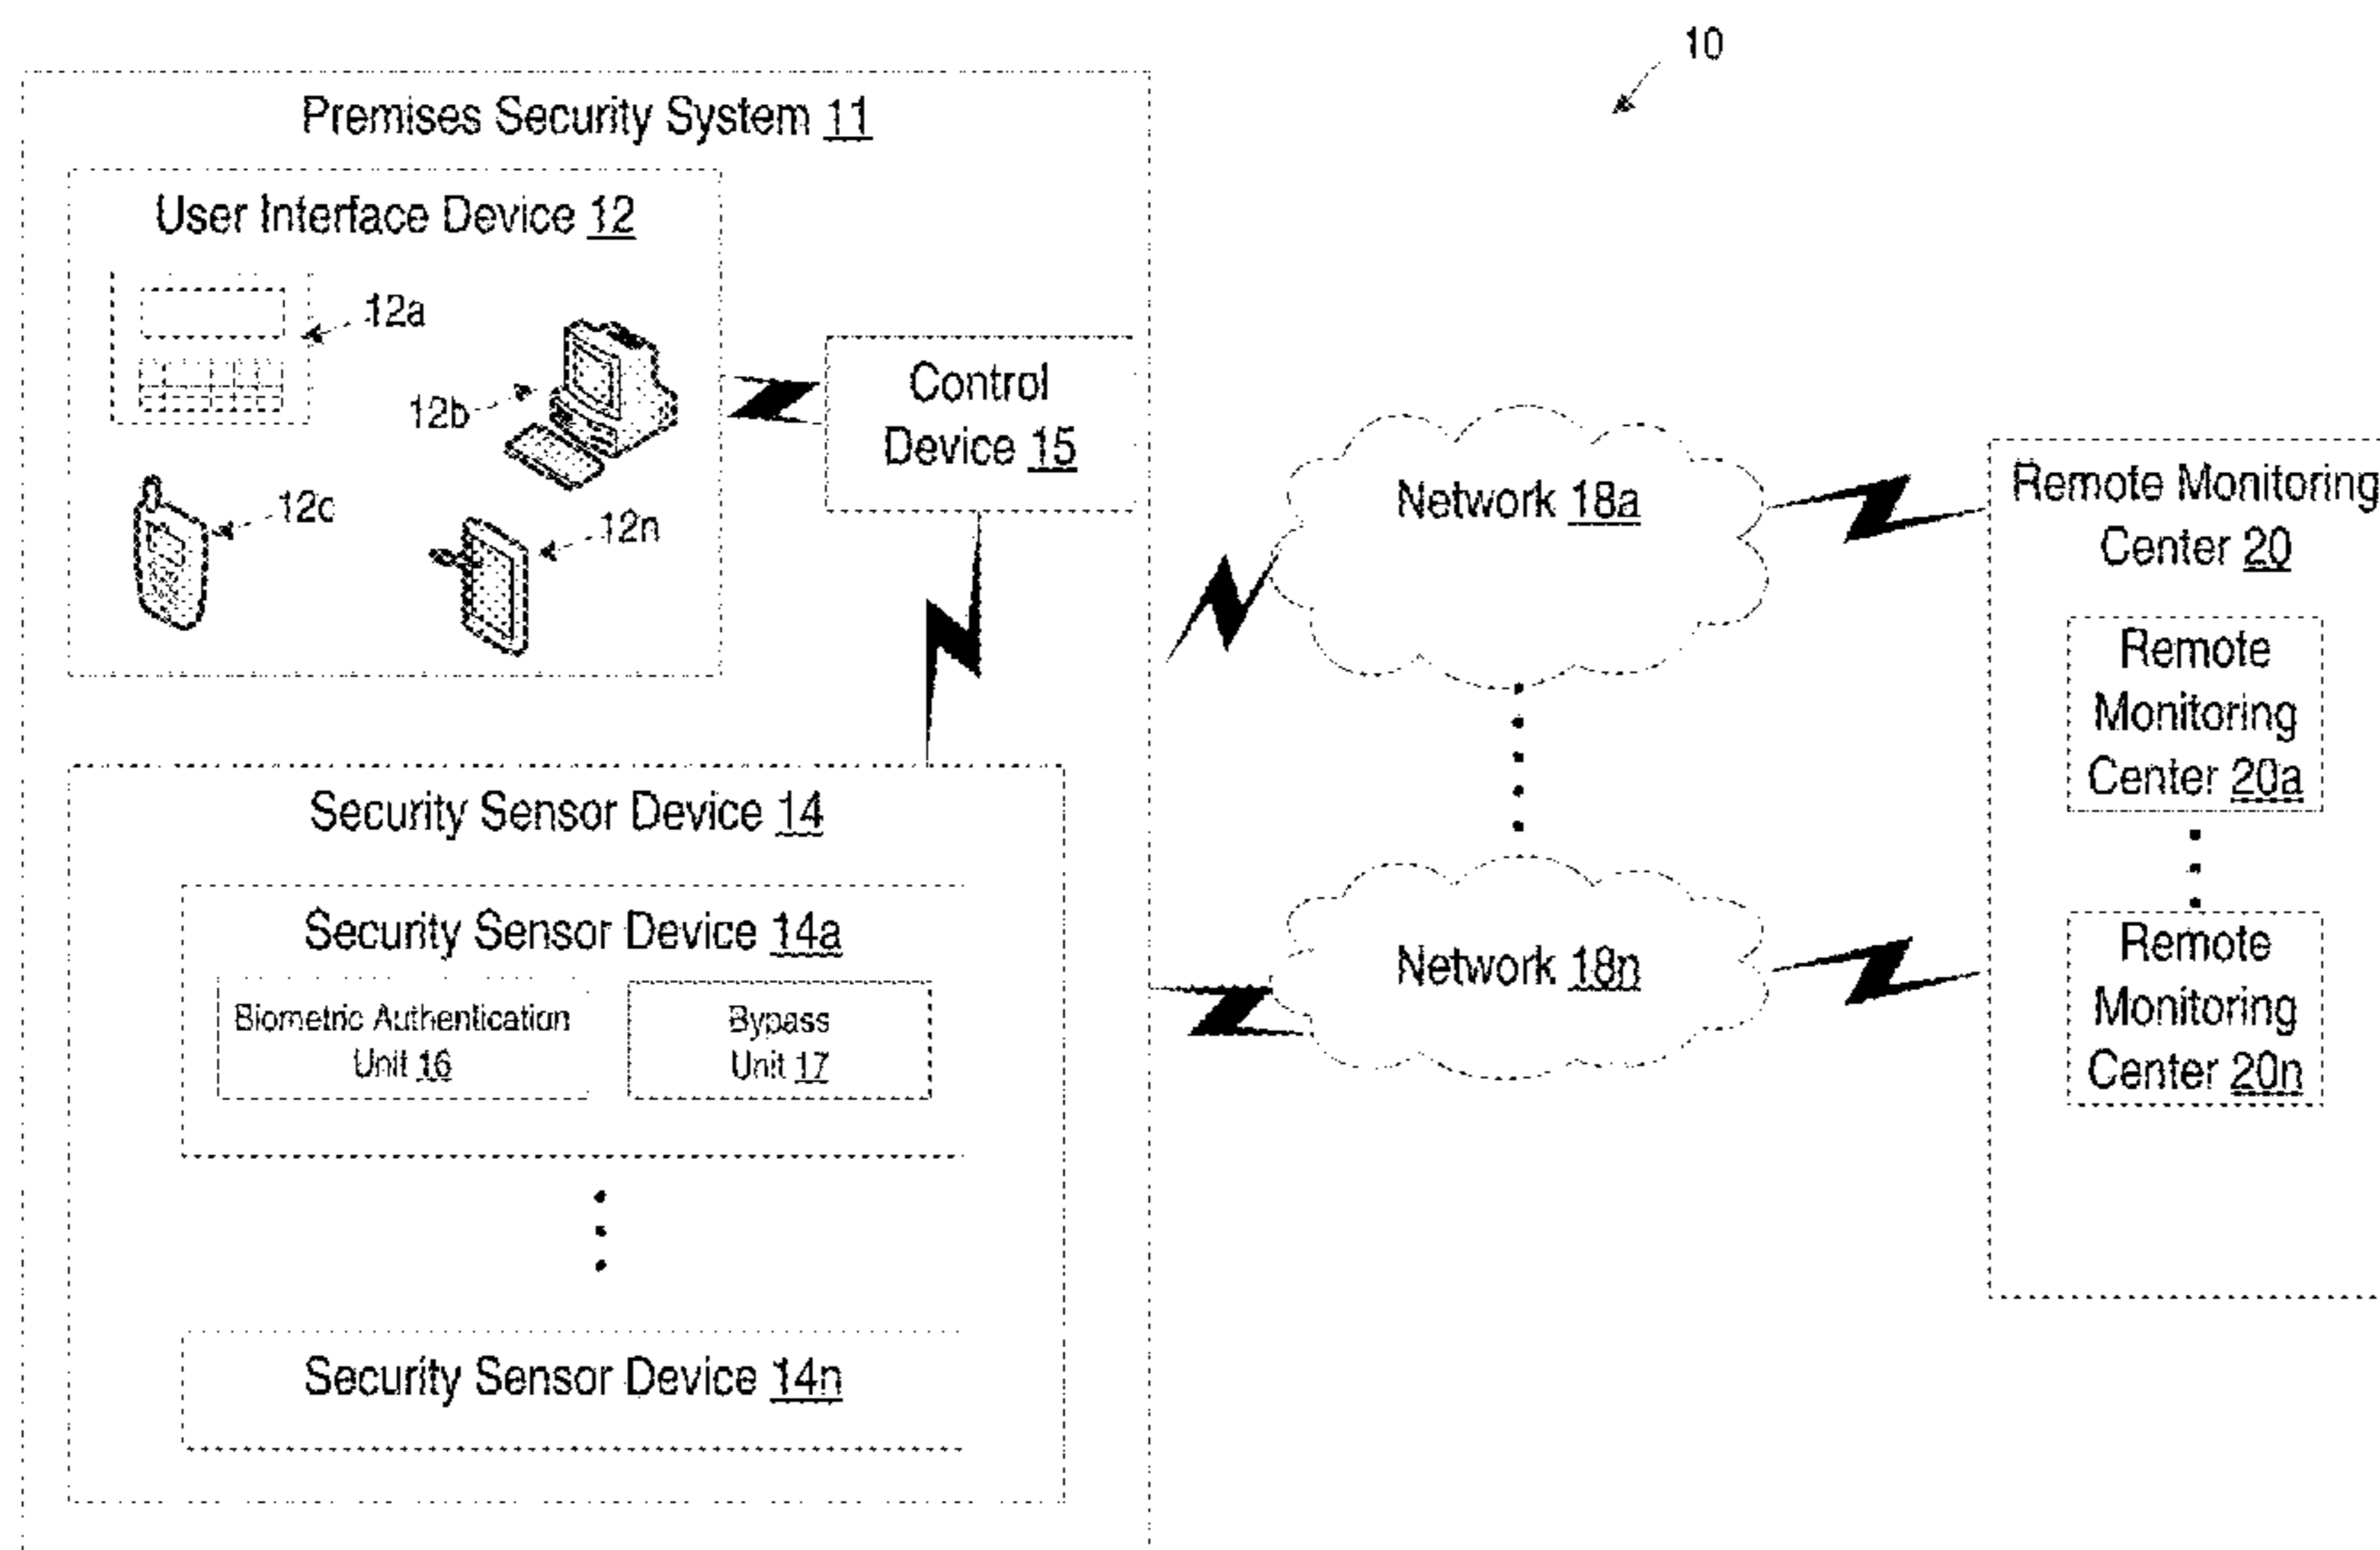 10
Premises Security System 11
User Interface Device 12
12a
12b
12c
12n
Control
Device 15
Security Sensor Device 14
Security Sensor Device 14a
Biometric Authentication
Unit 16
Bypass
Unit 17
Security Sensor Device 14n
Network 18a
Network 18n
Remote Monitoring
Center 20
Remote
Monitoring
Center 20a
Remote
Monitoring
Center 20n